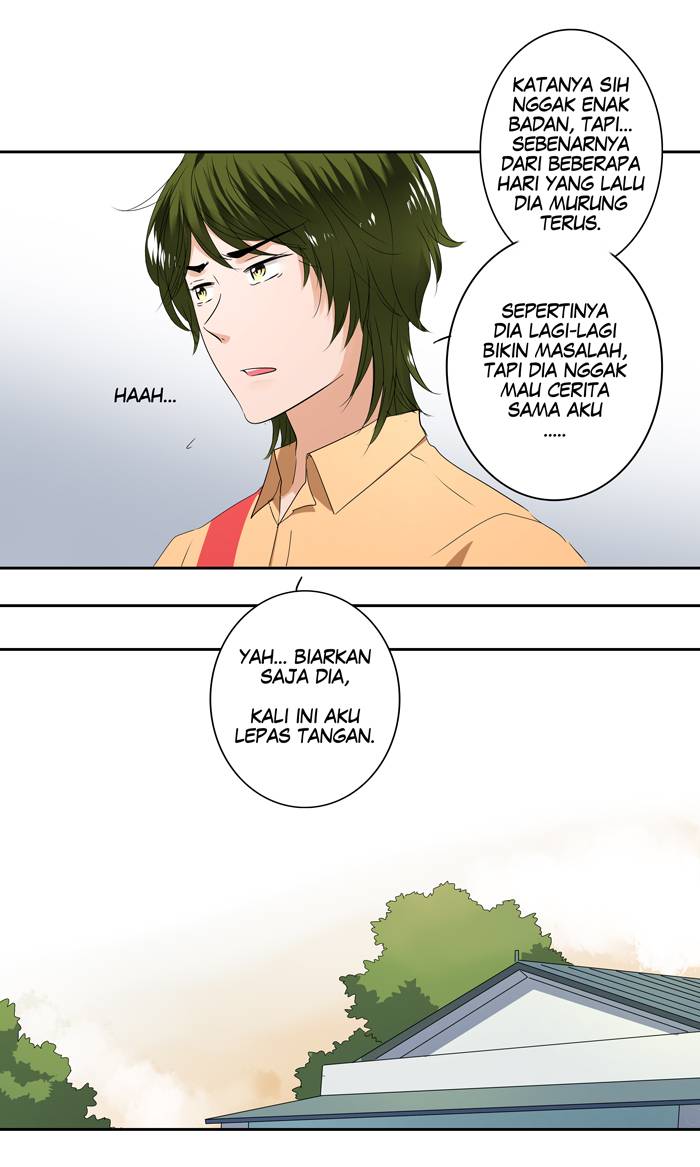 KATANYA SIH
NGGAK ENAK
BADAN, TAPI...
SEBENARNYA
DARI BEBERAPA
HARI YANG LALU
DIA MURUNG
TERUS.
SEPERTINYA
DIA LAGI-LAGI
BIKIN MASALAH,
TAPI DIA NGGAK
MAU CERITA
SAMA AKU
.....
HAAH...
YAH... BIARKAN
SAJA DIA,
KALI INI AKU
LEPAS TANGAN.